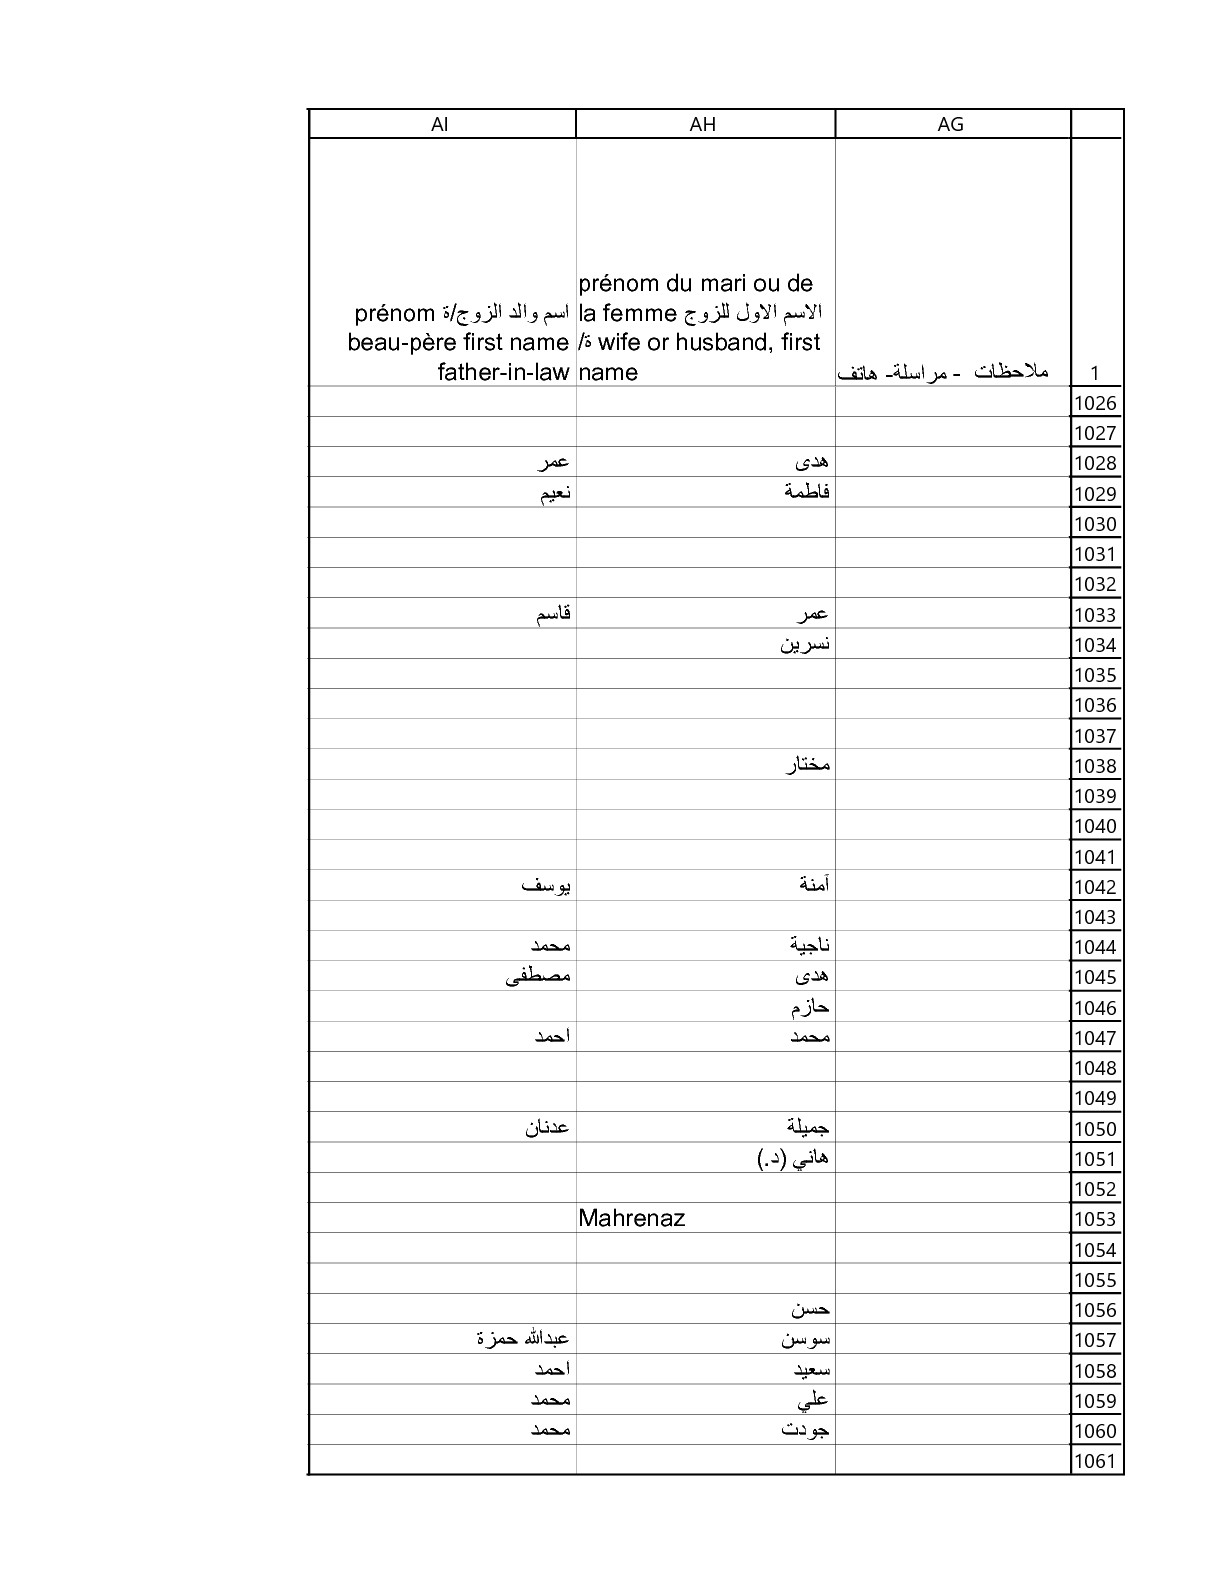 AI AH AG
prénom اسم والد الزوج/ة
beau-père first name
father-in-law
prénom du mari ou de
la femme الاسم الاول للزوج
/ة wife or husband, first
name
ملاحظات - مراسلة- هاتف
1
1026
1027
عمر هدى 1028
نعيم فاطمة 1029
1030
1031
1032
قاسم عمر 1033
نسرين 1034
1035
1036
1037
مختار 1038
1039
1040
1041
يوسف آمنة 1042
1043
محمد ناجية 1044
مصطفى هدى 1045
حازم 1046
احمد محمد 1047
1048
1049
عدنان جميلة 1050
هاني (د.) 1051
1052
Mahrenaz 1053
1054
1055
حسن 1056
عبدالله حمزة سوسن 1057
احمد سعيد 1058
محمد علي 1059
محمد جودت 1060
1061